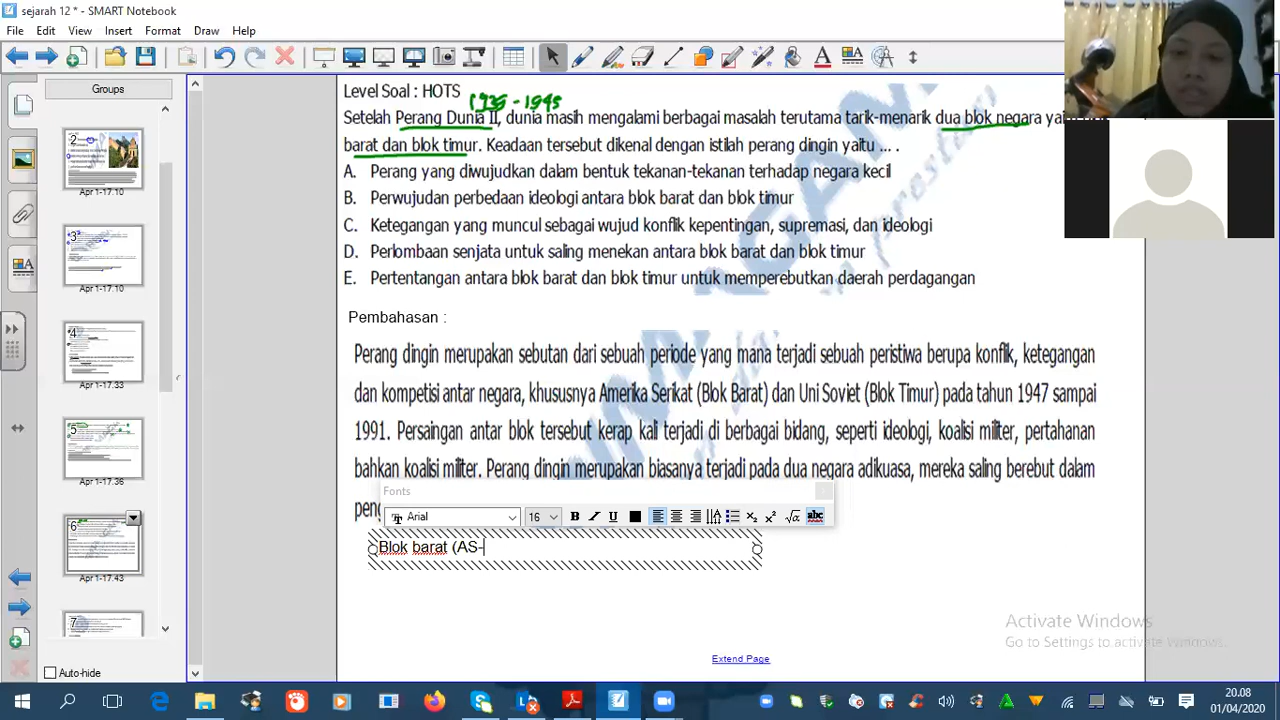 sejarah 12 * - SMART Notebook
File Edit View Insert Format Draw Help
Groups
Apr 1-17.10
Apr 1-17.10
Apr 1-17.33
Apr 1-17.36
Apr 1-17.43
2
3
4
6
7
Auto-hide
Level Soal : HOTS
1939 - 1945
Setelah Perang Dunia II, dunia masih mengalami berbagai masalah terutama tarik-menarik dua blok negara
barat dan blok timur. Keadaan tersebut dikenal dengan istilah perang dingin yaitu ... .
A. Perang yang diwujudkan dalam bentuk tekanan-tekanan terhadap negara kecil
B. Perwujudan perbedaan ideologi antara blok barat dan blok timur
C. Ketegangan yang muncul sebagai wujud konflik kepentingan, supremasi, dan ideologi
D. Perlombaan senjata untuk saling menekan antara blok barat dan blok timur
E. Pertentangan antara blok barat dan blok timur untuk memperebutkan daerah perdagangan
Pembahasan :
Perang dingin merupakan sebutan dari sebuah periode yang mana terjadi sebuah peristiwa berupa konflik, ketegangan
dan kompetisi antar negara, khususnya Amerika Serikat (Blok Barat) dan Uni Soviet (Blok Timur) pada tahun 1947 sampai
1991. Persaingan antar blok tersebut kerap kali terjadi di berbagai bidang, seperti ideologi, koalisi militer, pertahanan
bahkan koalisi militer. Perang dingin merupakan biasanya terjadi pada dua negara adikuasa, mereka saling berebut dalam
Fonts
Arial 16 B I U abc
Blok barat (AS-
Activate Windows
Go to Settings to activate Windows.
Extend Page
20.08
01/04/2020